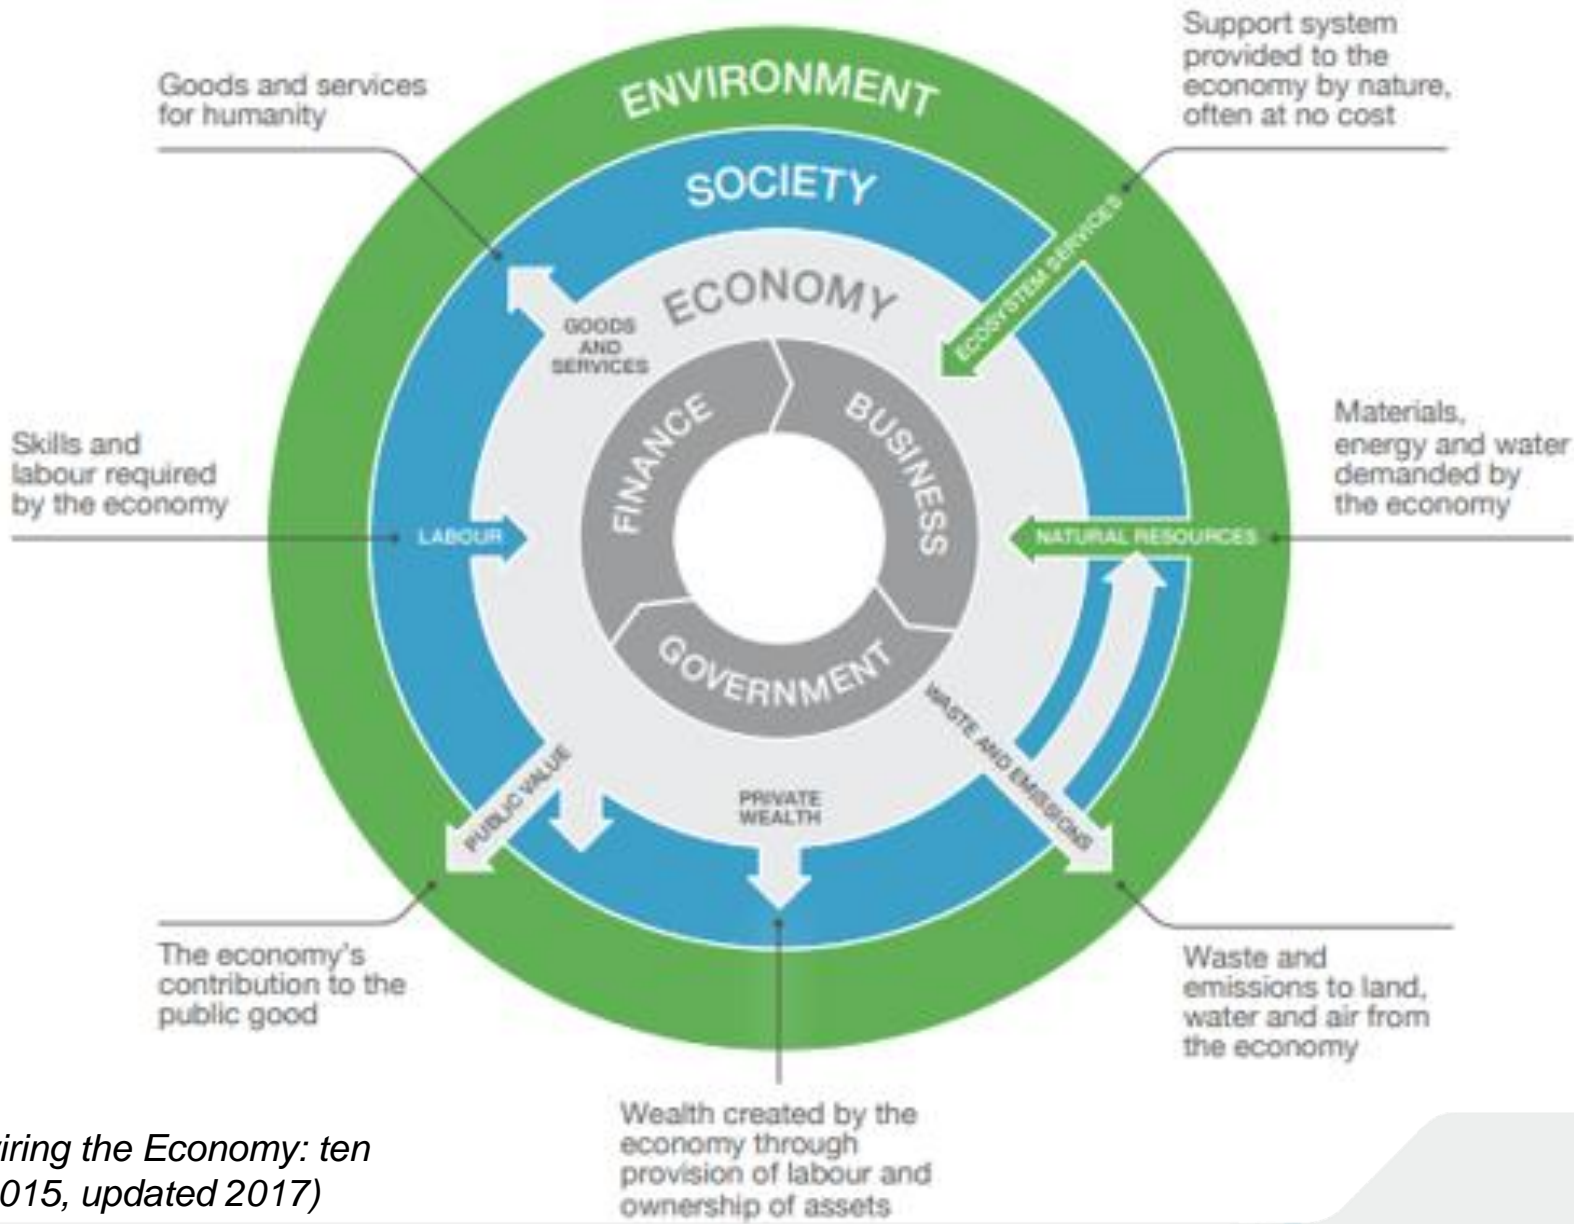 Goods and services
for humanity
Support system
provided to the
economy by nature,
often at no cost
ENVIRONMENT
SOCIETY
ECONOMY
ECOSYSTEM SERVICES
GOODS
AND
SERVICES
FINANCE
BUSINESS
GOVERNMENT
Skills and
labour required
by the economy
LABOUR
Materials,
energy and water
demanded by
the economy
NATURAL RESOURCES
WASTE AND EMISSIONS
PUBLIC VALUE
PRIVATE
WEALTH
The economy's
contribution to the
public good
Waste and
emissions to land,
water and air from
the economy
Wealth created by the
economy through
provision of labour and
ownership of assets
the Economy: ten
015, updated 2017)